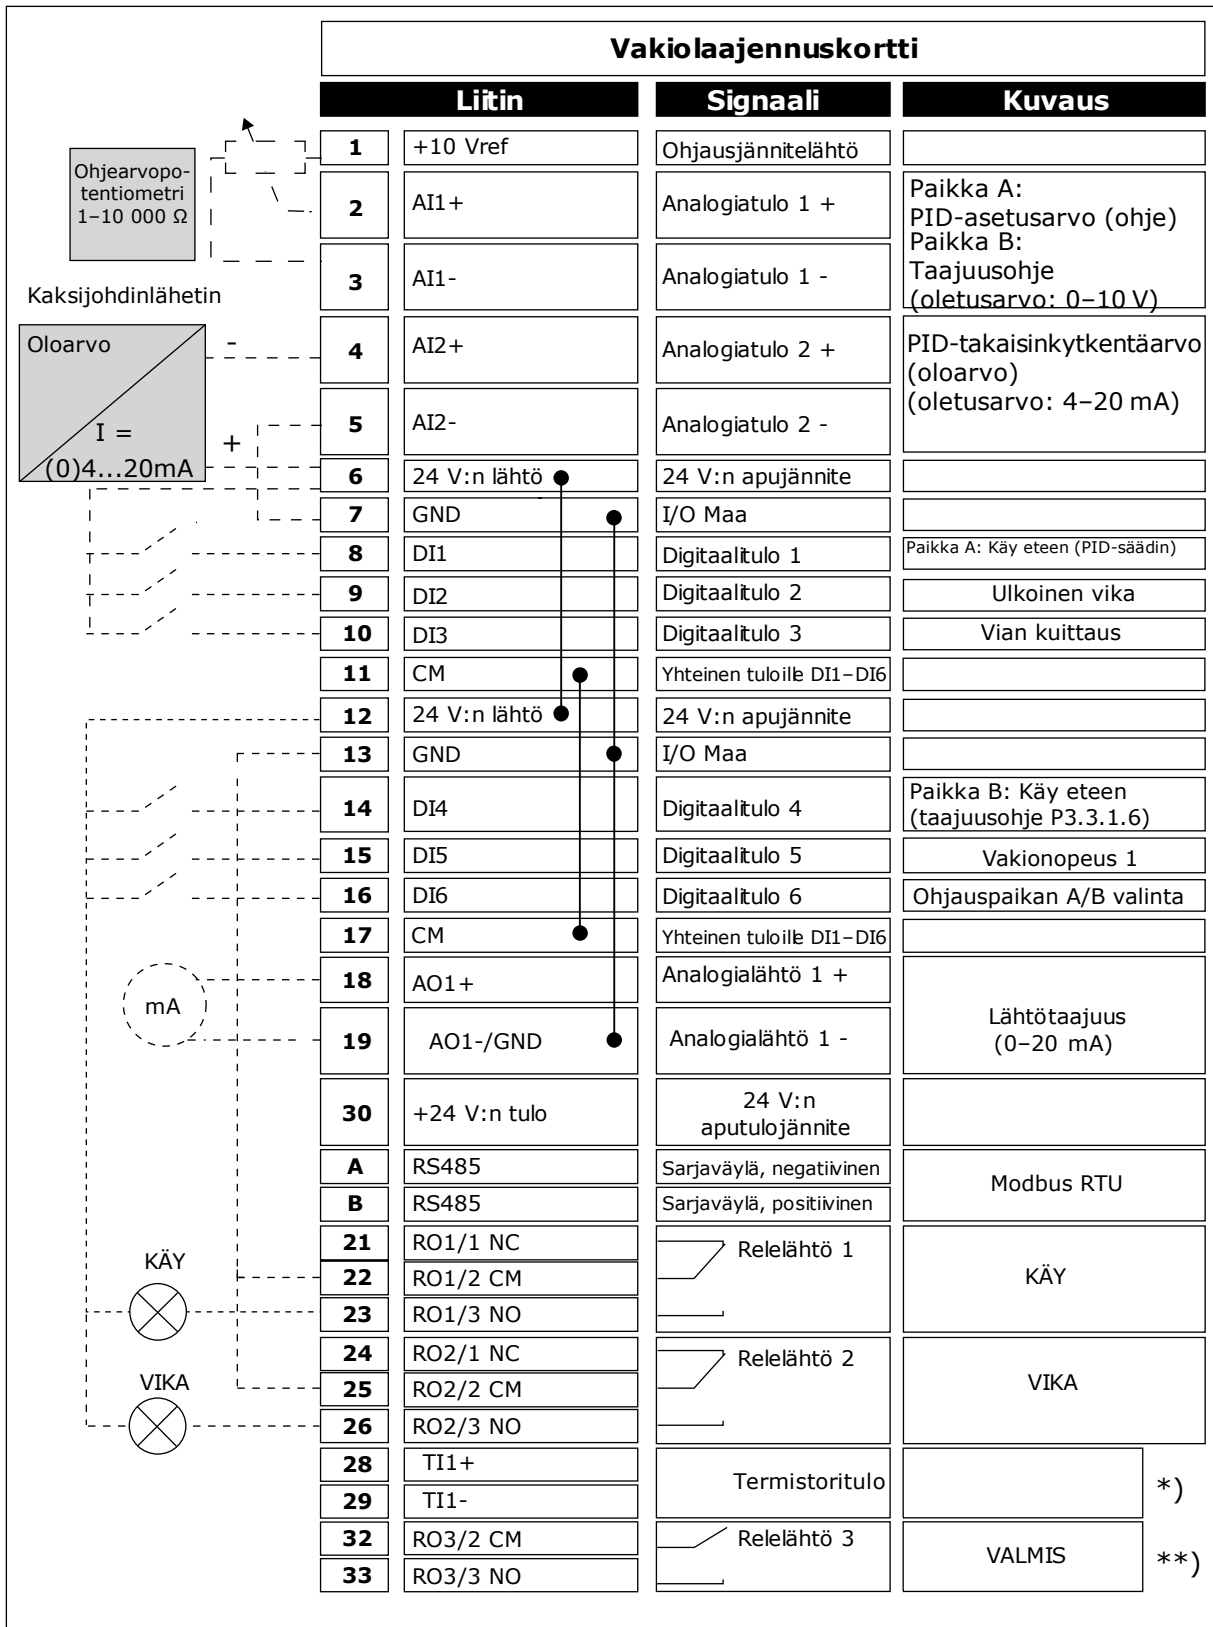 Vakiolaajennuskortti
Liitin Signaali Kuvaus
1 +10 Vref Ohjausjännitelähtö
Ohjearvopo-
tentiometri
1–10 000 Ω
2 AI1+ Analogiatulo 1 +
3 AI1- Analogiatulo 1 -
Paikka A:
PID-asetusarvo (ohje)
Paikka B:
Taajuusohje
(oletusarvo: 0–10 V)
Kaksijohdinlähetin
Oloarvo
-
I =
(0)4...20mA
+
4 AI2+ Analogiatulo 2 +
5 AI2- Analogiatulo 2 -
PID-takaisinkytkentäarvo
(oloarvo)
(oletusarvo: 4–20 mA)
6 24 V:n lähtö 24 V:n apujännite
7 GND I/O Maa
8 DI1 Digitaalitulo 1 Paikka A: Käy eteen (PID-säädin)
9 DI2 Digitaalitulo 2 Ulkoinen vika
10 DI3 Digitaalitulo 3 Vian kuittaus
11 CM Yhteinen tuloille DI1–DI6
12 24 V:n lähtö 24 V:n apujännite
13 GND I/O Maa
14 DI4 Digitaalitulo 4 Paikka B: Käy eteen
(taajuusohje P3.3.1.6)
15 DI5 Digitaalitulo 5 Vakionopeus 1
16 DI6 Digitaalitulo 6 Ohjauspaikan A/B valinta
17 CM Yhteinen tuloille DI1–DI6
mA
18 AO1+ Analogialähtö 1 +
19 AO1-/GND Analogialähtö 1 -
Lähtötaajuus
(0–20 mA)
30 +24 V:n tulo 24 V:n
aputulojännite
A RS485 Sarjaväylä, negatiivinen
B RS485 Sarjaväylä, positiivinen
Modbus RTU
21 RO1/1 NC Relelähtö 1
KÄY
22 RO1/2 CM KÄY
23 RO1/3 NO
24 RO2/1 NC Relelähtö 2
VIKA
25 RO2/2 CM VIKA
26 RO2/3 NO
28 TI1+
Termistoritulo *)
29 TI1-
32 RO3/2 CM Relelähtö 3
VALMIS **)
33 RO3/3 NO